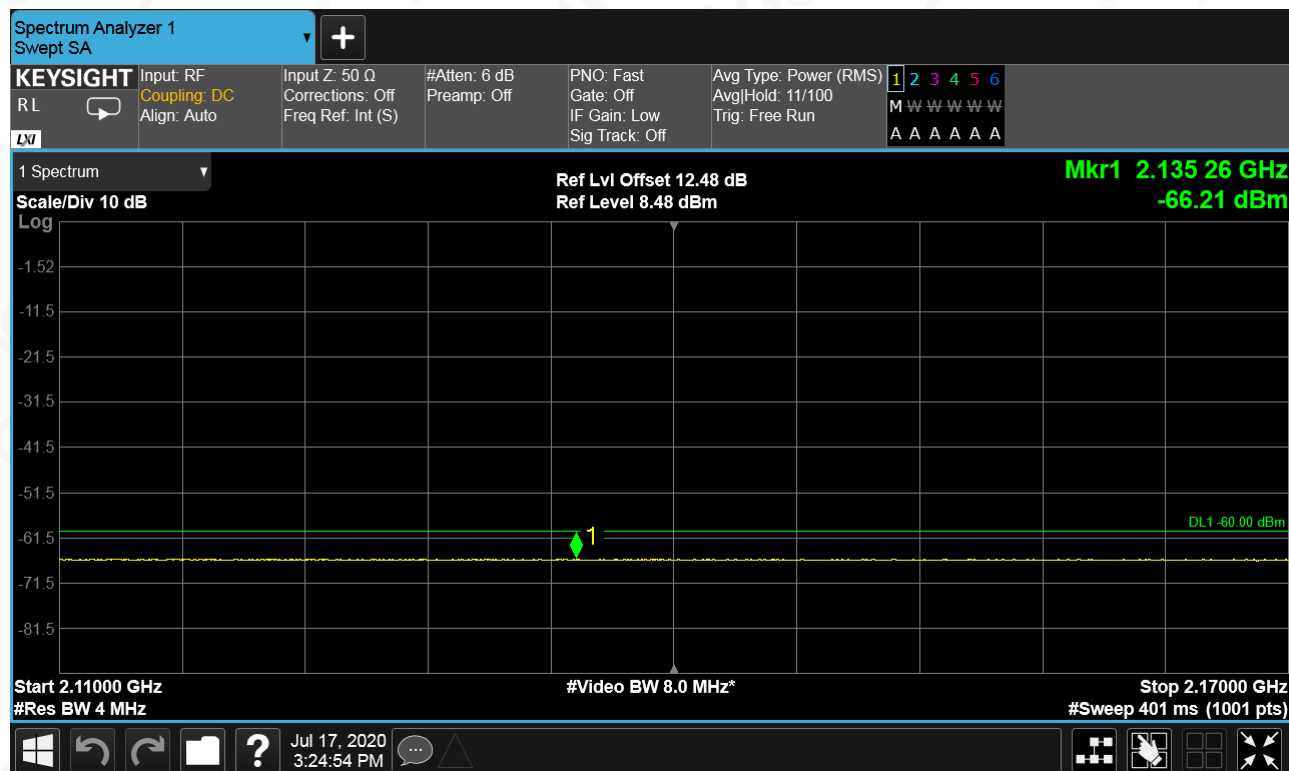 Spectrum Analyzer 1
Swept SA
KEYSIGHT
R L
LXI
Input: RF
Coupling: DC
Align: Auto
Input Z: 50 Ω
Corrections: Off
Freq Ref: Int (S)
#Atten: 6 dB
Preamp: Off
PNO: Fast
Gate: Off
IF Gain: Low
Sig Track: Off
Avg Type: Power (RMS)
Avg|Hold: 11/100
Trig: Free Run
1 2 3 4 5 6
M W W W W W
A A A A A A
1 Spectrum
Scale/Div 10 dB
Log
Ref Lvl Offset 12.48 dB
Ref Level 8.48 dBm
Mkr1 2.135 26 GHz
-66.21 dBm
-1.52
-11.5
-21.5
-31.5
-41.5
-51.5
DL1 -60.00 dBm
1
-61.5
-71.5
-81.5
Start 2.11000 GHz
#Res BW 4 MHz
#Video BW 8.0 MHz*
Stop 2.17000 GHz
#Sweep 401 ms (1001 pts)
?
Jul 17, 2020
3:24:54 PM